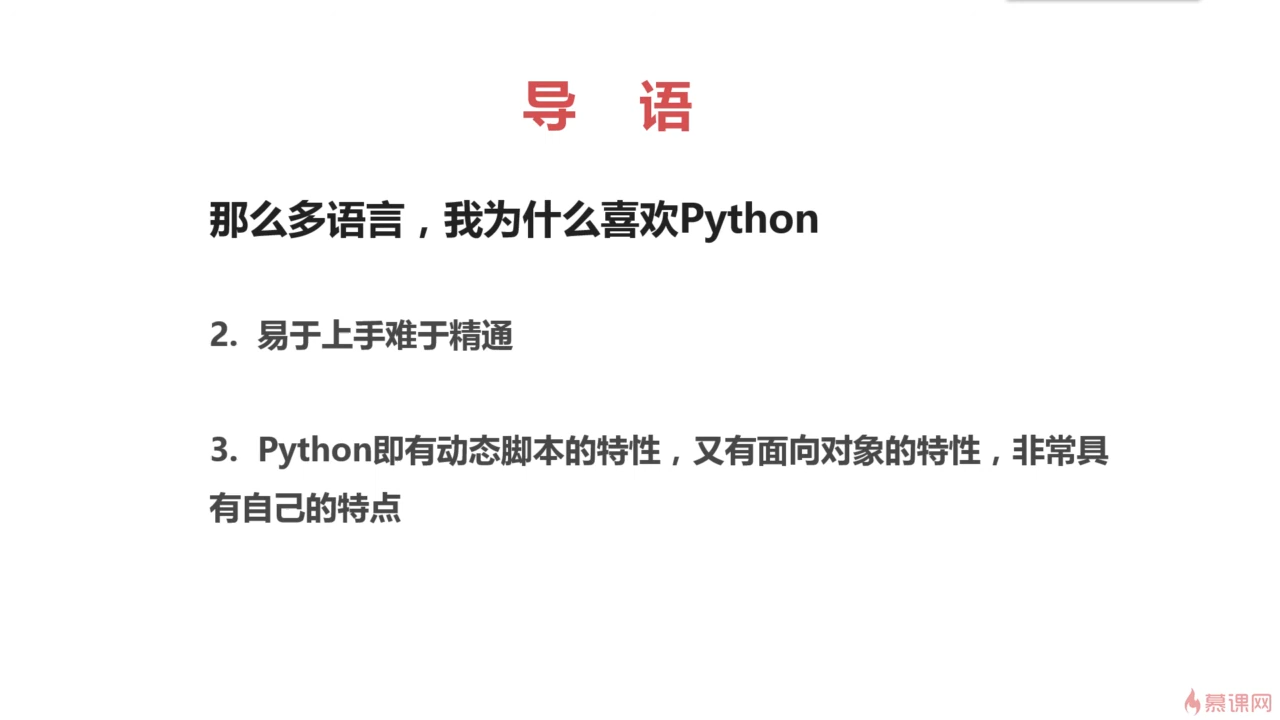 导 语
那么多语言，我为什么喜欢Python
2. 易于上手难于精通
3. Python即有动态脚本的特性，又有面向对象的特性，非常具
有自己的特点
慕课网